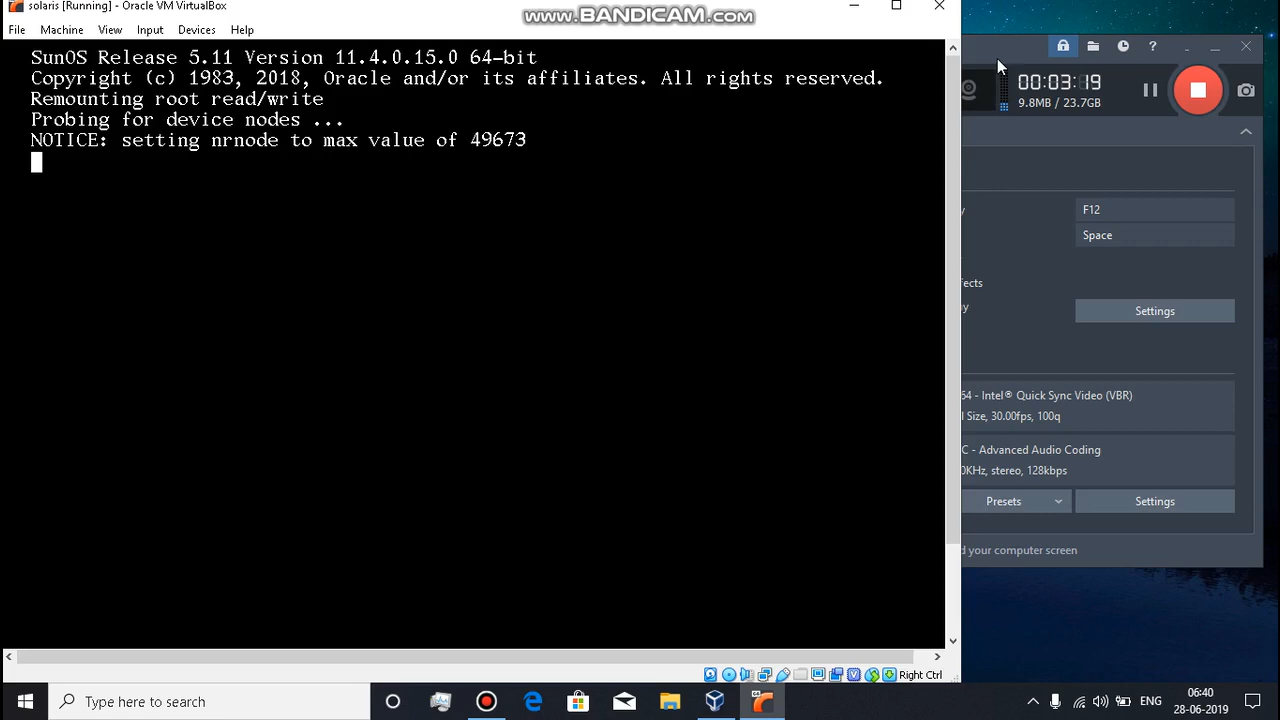 solaris [Running] - Oracle VM VirtualBox
www.BANDICAM.com
File Machine View Input Devices Help
SunOS Release 5.11 Version 11.4.0.15.0 64-bit
Copyright (c) 1983, 2018, Oracle and/or its affiliates. All rights reserved.
Remounting root read/write
Probing for device nodes ...
NOTICE: setting nrnode to max value of 49673
00:03:19
9.8MB / 23.7GB
y
F12
Space
fects
y
Settings
64 - Intel® Quick Sync Video (VBR)
l Size, 30.00fps, 100q
C - Advanced Audio Coding
0KHz, stereo, 128kbps
Presets
Settings
d your computer screen
Right Ctrl
Type here to search
ENG
06:40
28-06-2019